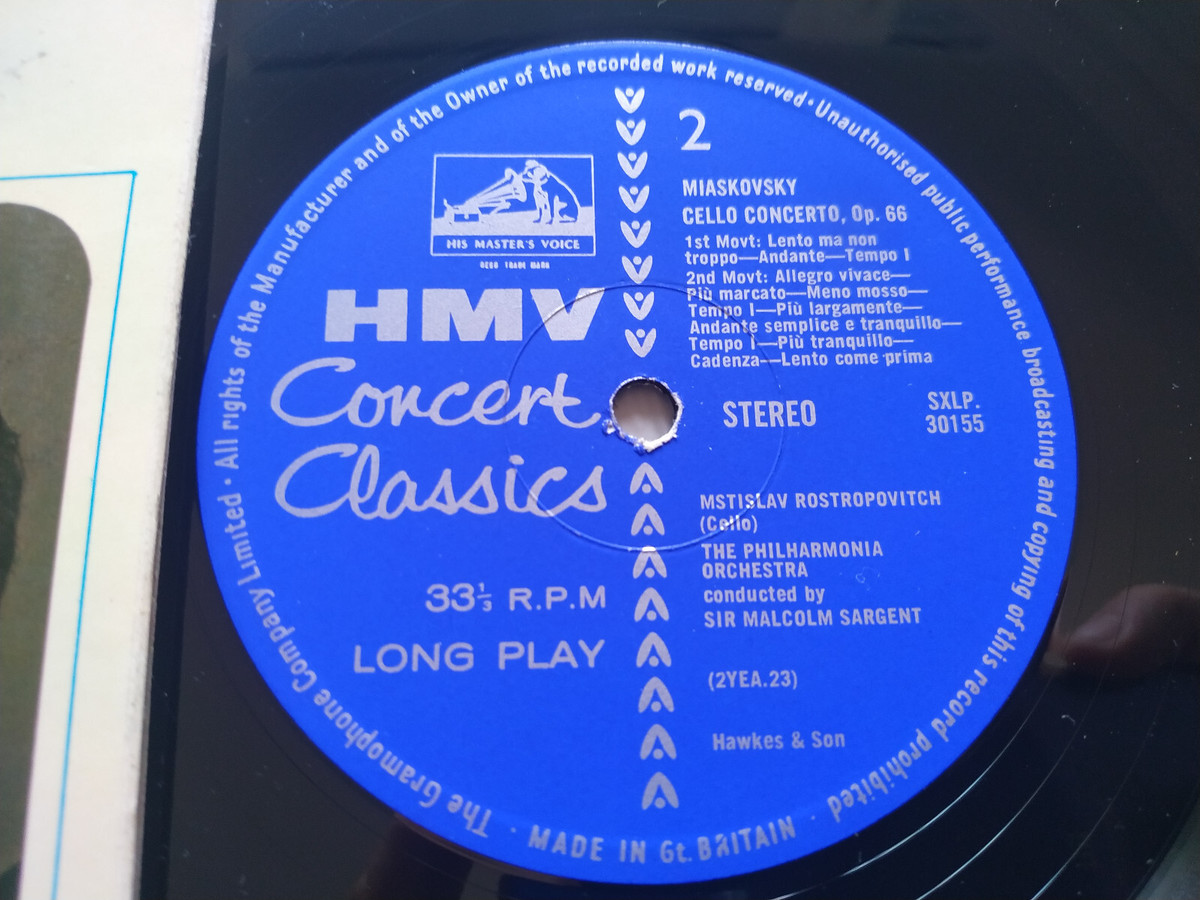 The Gramophone Company Limited · All rights of the Manufacturer and of the Owner of the recorded work reserved · Unauthorised public performance broadcasting and copying of this record prohibited
· MADE IN Gt. BRITAIN ·
HIS MASTER'S VOICE
REGD TRADE MARK
HMV
Concert
Classics
33⅓ R.P.M
LONG PLAY
2
MIASKOVSKY
CELLO CONCERTO, Op. 66
1st Movt: Lento ma non
troppo—Andante—Tempo I
2nd Movt: Allegro vivace—
Più marcato—Meno mosso—
Tempo I—Più largamente—
Andante semplice e tranquillo—
Tempo I—Più tranquillo—
Cadenza—Lento come prima
STEREO
SXLP.
30155
MSTISLAV ROSTROPOVITCH
(Cello)
THE PHILHARMONIA
ORCHESTRA
conducted by
SIR MALCOLM SARGENT
(2YEA.23)
Hawkes & Son